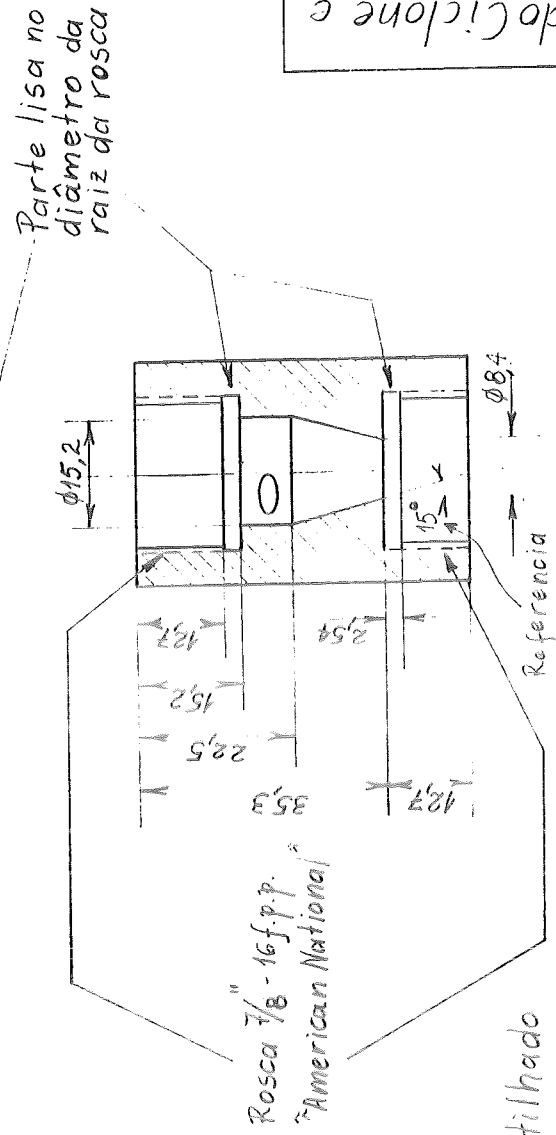 Parte lisa no
diâmetro da
raiz da rosca
do Ciclone e
ø15,2
12,7
15,2
22,5
35,3
2,54
12,7
15°
ø8,4
Referencia
Rosca 7/8" - 16 f.p.p.
"American National"
tilhado